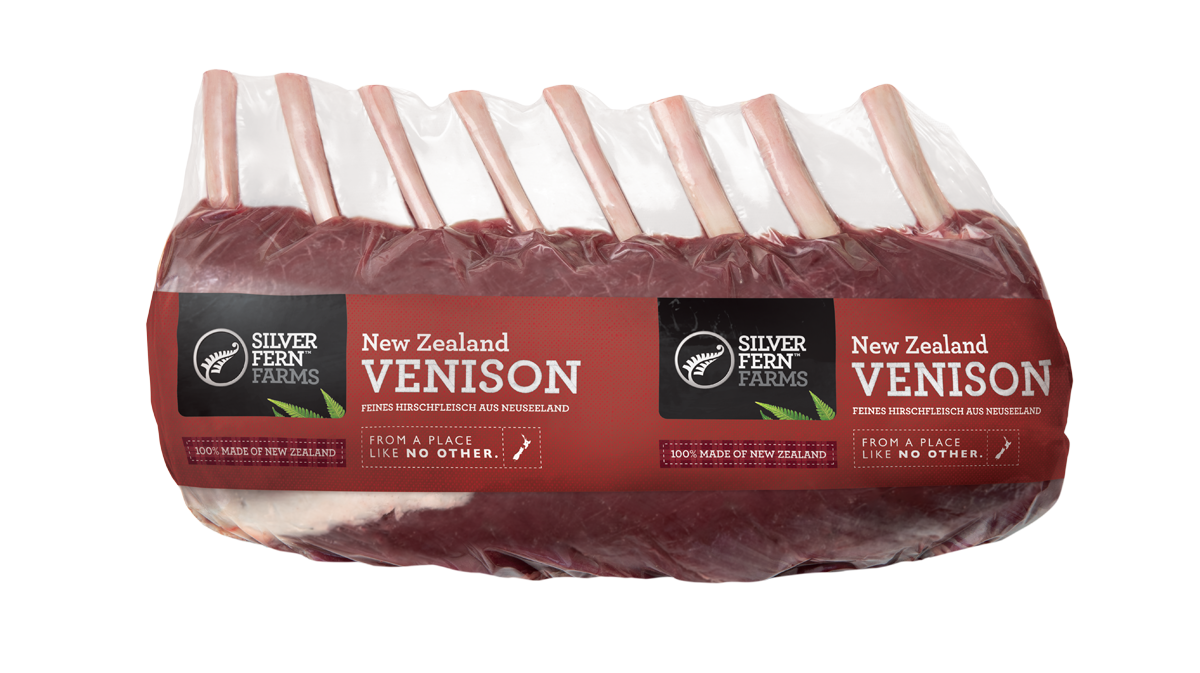 SILVER
FERN™
FARMS
New Zealand
VENISON
FEINES HIRSCHFLEISCH AUS NEUSEELAND
100% MADE OF NEW ZEALAND
FROM A PLACE
LIKE NO OTHER.
SILVER
FERN™
FARMS
New Zealand
VENISON
FEINES HIRSCHFLEISCH AUS NEUSEELAND
100% MADE OF NEW ZEALAND
FROM A PLACE
LIKE NO OTHER.